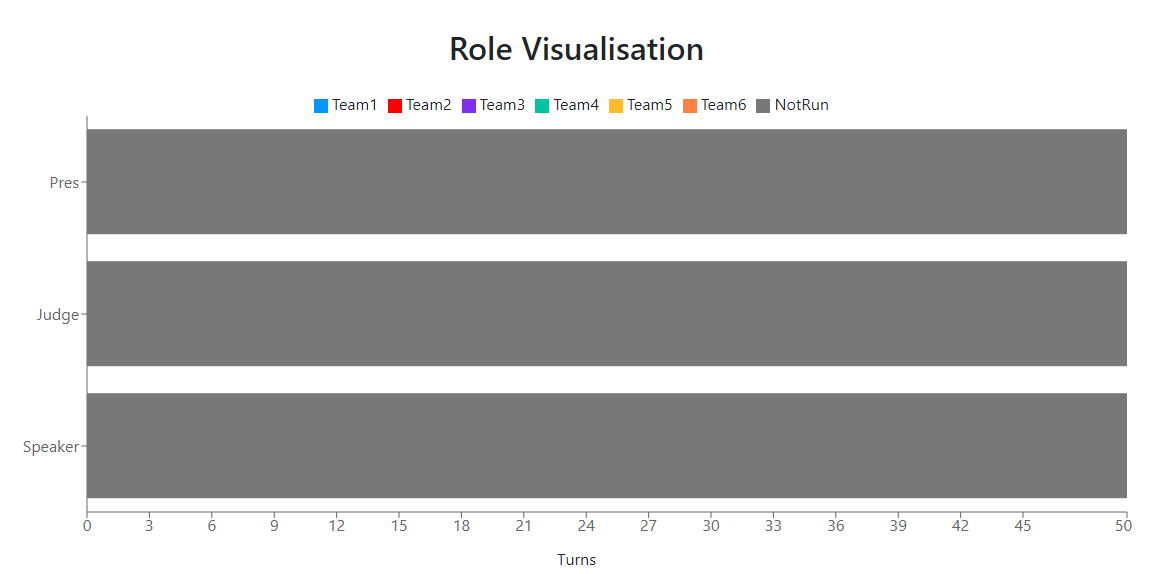 Role Visualisation
Team1 Team2 Team3 Team4 Team5 Team6 NotRun
Pres
Judge
Speaker
0 3 6 9 12 15 18 21 24 27 30 33 36 39 42 45 50
Turns